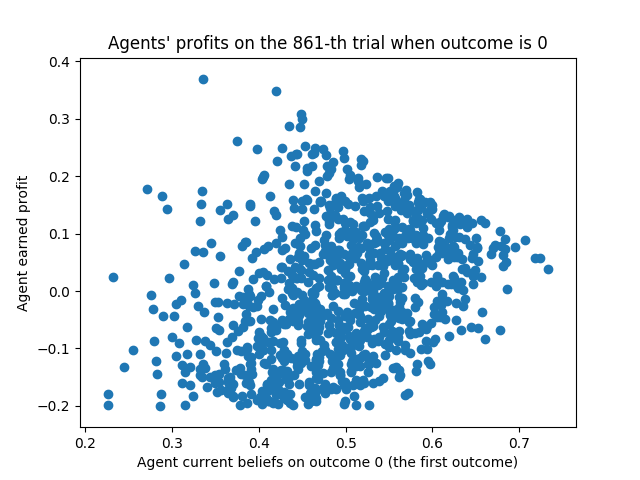 Agents' profits on the 861-th trial when outcome is 0
0.4
0.3
0.2
0.1
0.0
−0.1
−0.2
Agent earned profit
0.2 0.3 0.4 0.5 0.6 0.7
Agent current beliefs on outcome 0 (the first outcome)